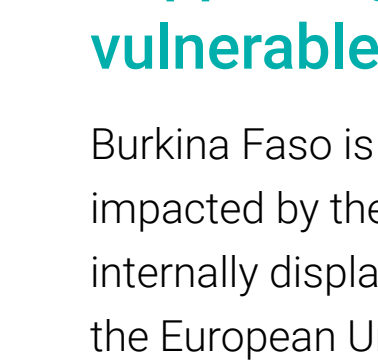 vulnerable
Burkina Faso is
impacted by the
internally displa
the European U